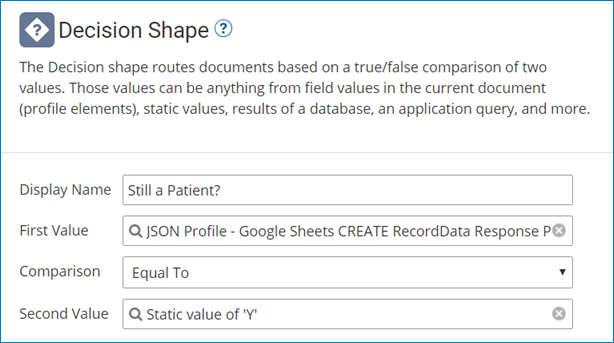 Decision Shape ?
The Decision shape routes documents based on a true/false comparison of two
values. Those values can be anything from field values in the current document
(profile elements), static values, results of a database, an application query, and more.
Display Name Still a Patient?
First Value JSON Profile - Google Sheets CREATE RecordData Response P
Comparison Equal To
Second Value Static value of 'Y'